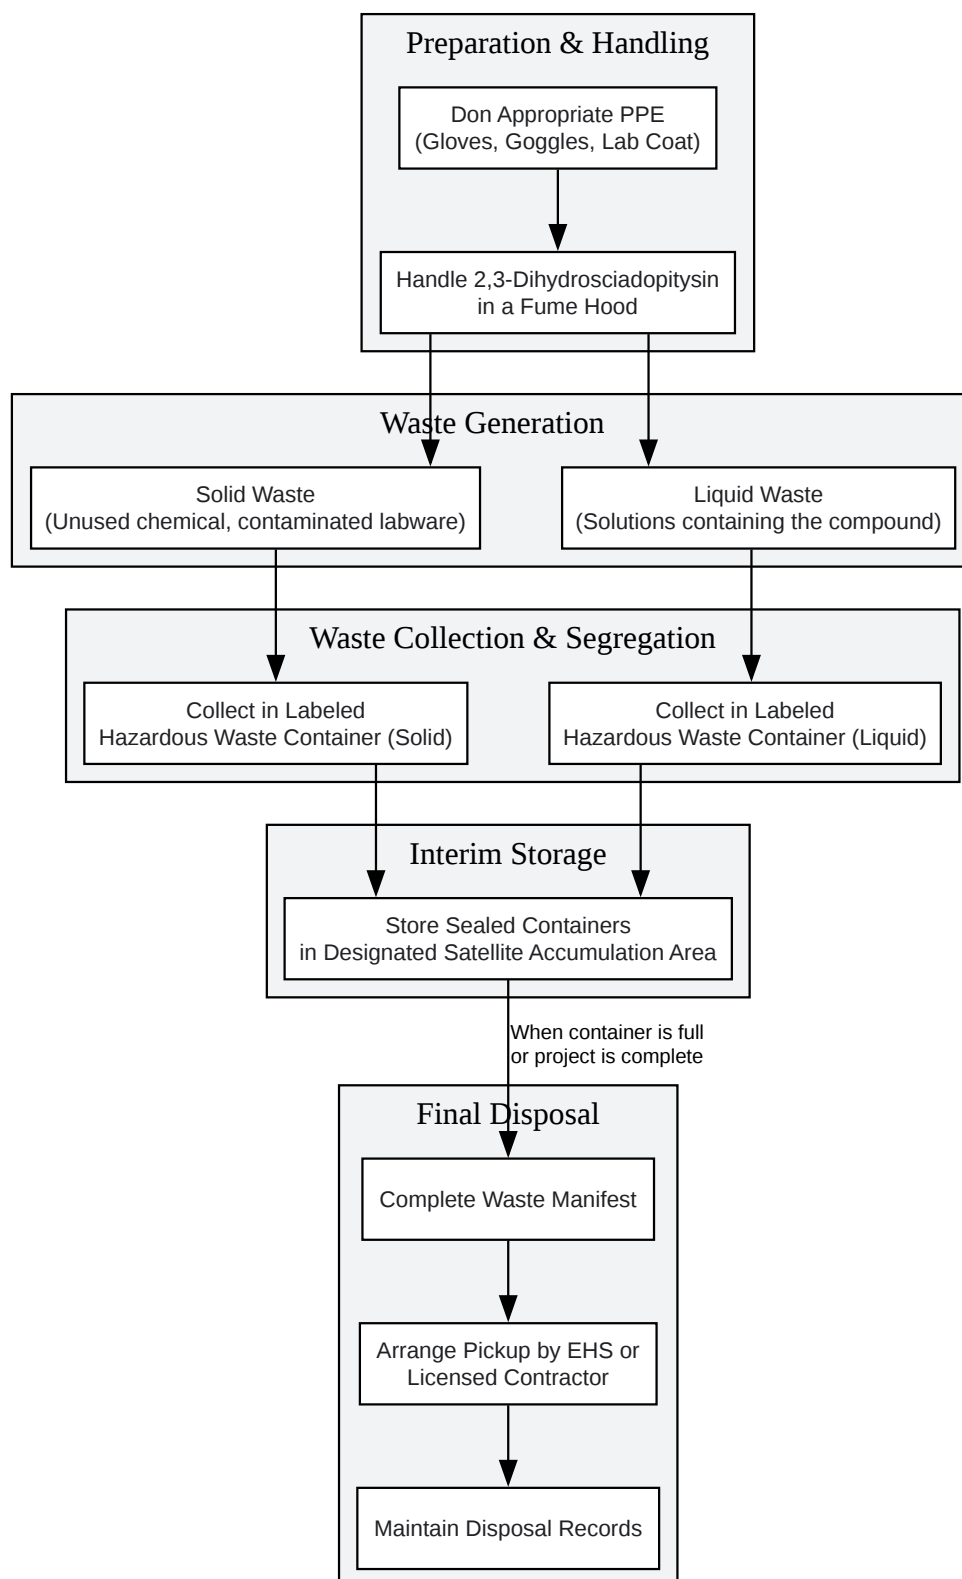 Preparation & Handling
Don Appropriate PPE
(Gloves, Goggles, Lab Coat)
Handle 2,3-Dihydrosciadopitysin
in a Fume Hood
Waste Generation
Solid Waste
(Unused chemical, contaminated labware)
Liquid Waste
(Solutions containing the compound)
Waste Collection & Segregation
Collect in Labeled
Hazardous Waste Container (Solid)
Collect in Labeled
Hazardous Waste Container (Liquid)
Interim Storage
Store Sealed Containers
in Designated Satellite Accumulation Area
When container is full
or project is complete
Final Disposal
Complete Waste Manifest
Arrange Pickup by EHS or
Licensed Contractor
Maintain Disposal Records